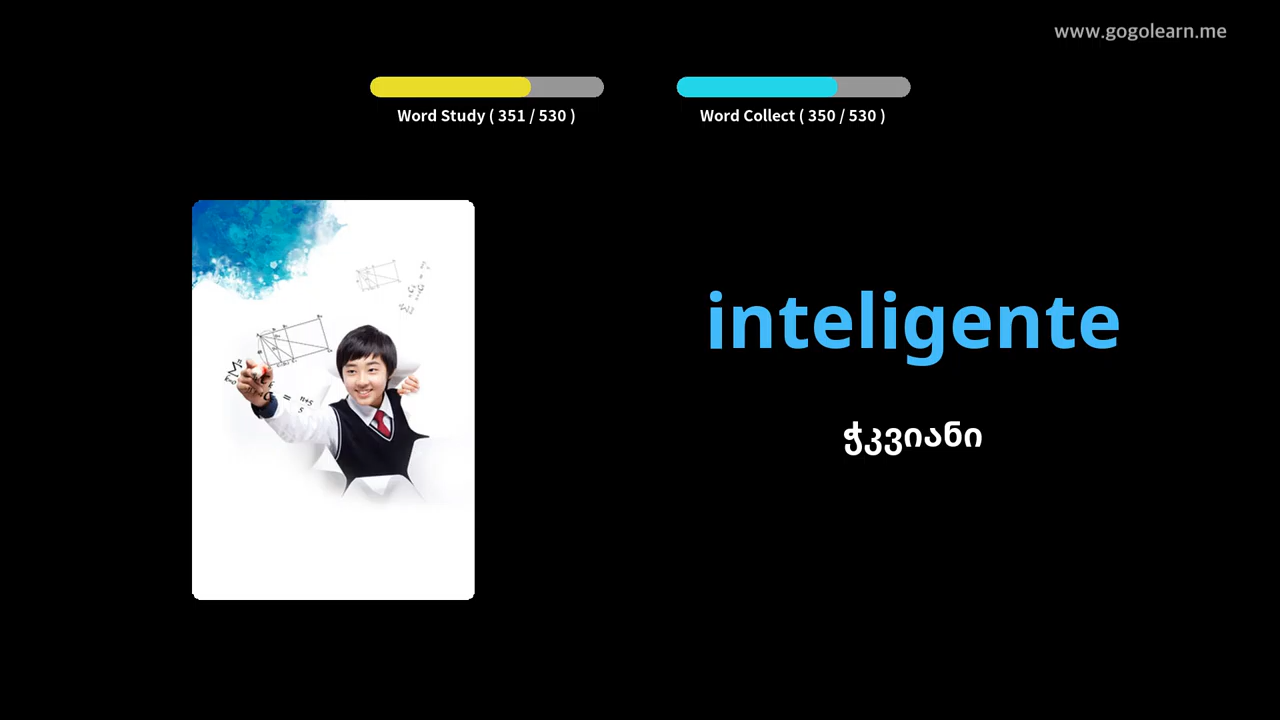 www.gogolearn.me
Word Study ( 351 / 530 )
Word Collect ( 350 / 530 )
inteligente
ჭკვიანი